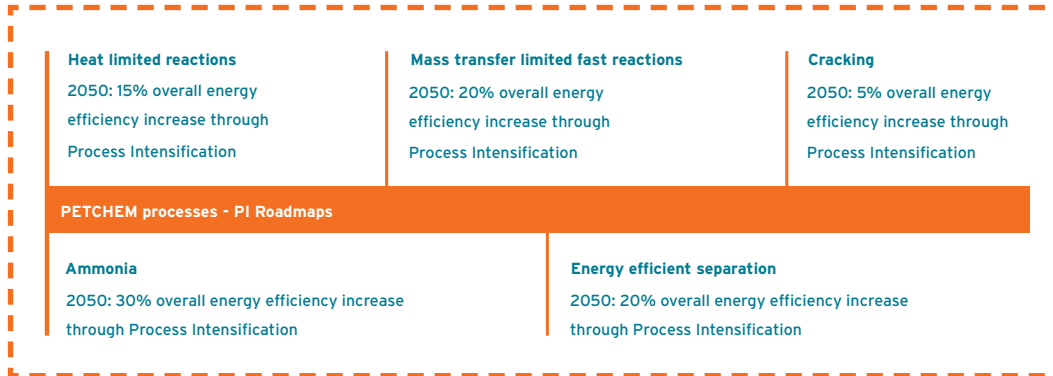 Heat limited reactions
2050: 15% overall energy
efficiency increase through
Process Intensification
Mass transfer limited fast reactions
2050: 20% overall energy
efficiency increase through
Process Intensification
Cracking
2050: 5% overall energy
efficiency increase through
Process Intensification
PETCHEM processes - PI Roadmaps
Ammonia
2050: 30% overall energy efficiency increase
through Process Intensification
Energy efficient separation
2050: 20% overall energy efficiency increase
through Process Intensification